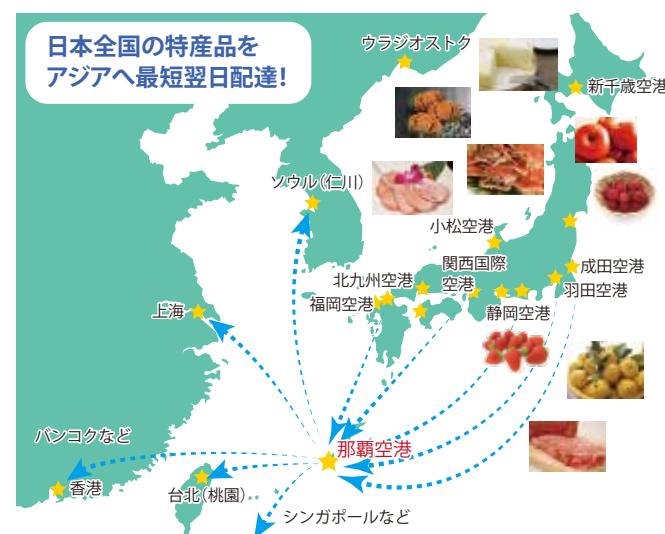 日本全国の特産品を
アジアへ最短翌日配達!
ウラジオストク
新千歳空港
ソウル(仁川)
小松空港
関西国際
空港
成田空港
北九州空港
羽田空港
福岡空港
静岡空港
上海
バンコクなど
那覇空港
香港
台北(桃園)
シンガポールなど